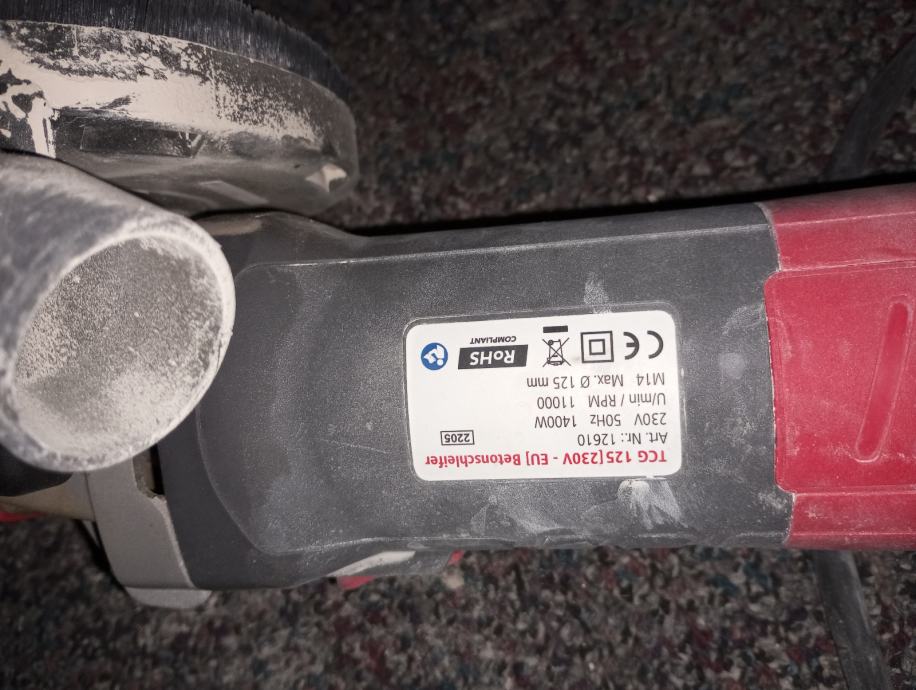 TCG 125 [230V - EU] Betonschleifer
Art. Nr.: 12610
2205
230V 50Hz 1400W
U/min / RPM 11000
M14 Max. Ø 125 mm
CE
RoHS
COMPLIANT